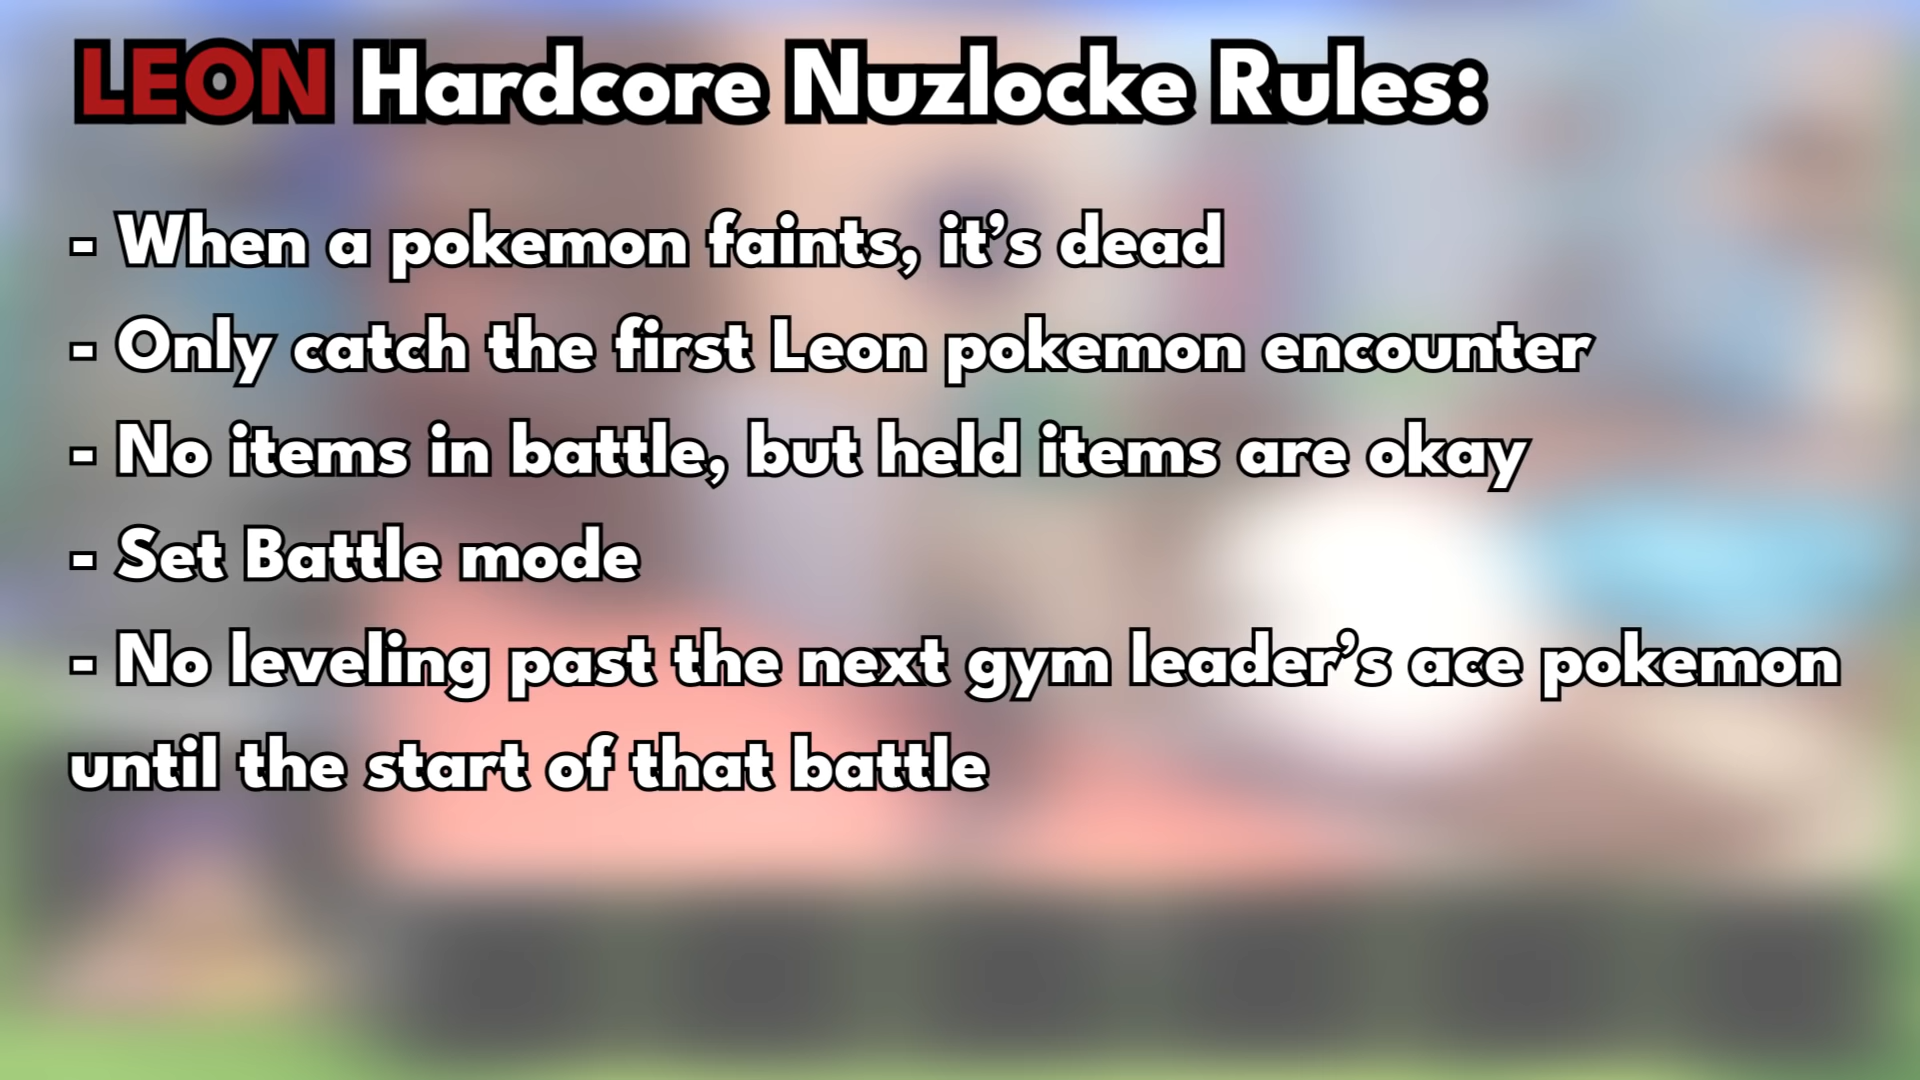 LEON Hardcore Nuzlocke Rules:
- When a pokemon faints, it’s dead
- Only catch the first Leon pokemon encounter
- No items in battle, but held items are okay
- Set Battle mode
- No leveling past the next gym leader’s ace pokemon
until the start of that battle